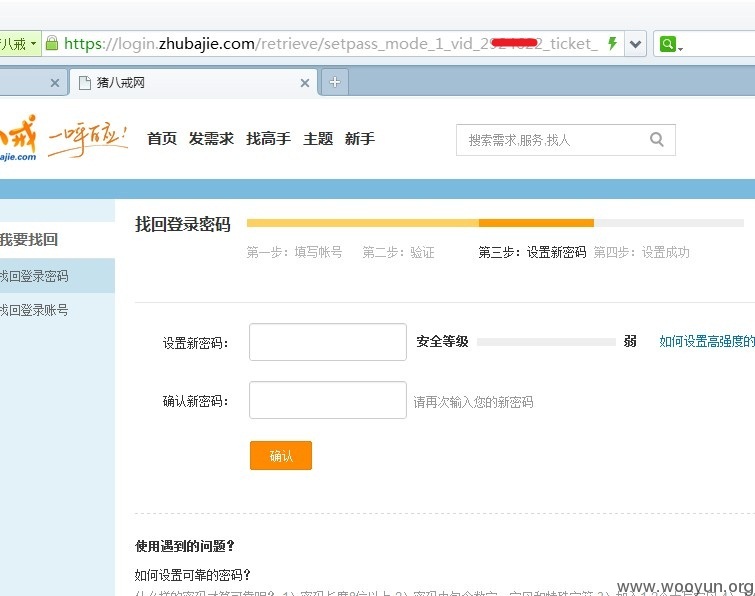 八戒
https://login.zhubajie.com/retrieve/setpass_mode_1_vid_29 2_ticket_
猪八戒网
八戒 一呼百应!
ajie.com
首页 发需求 找高手 主题 新手
搜索需求,服务,找人
我要找回
找回登录密码
找回登录账号
找回登录密码
第一步：填写帐号 第二步：验证 第三步：设置新密码 第四步：设置成功
设置新密码： 安全等级 弱 如何设置高强度的
确认新密码： 请再次输入您的新密码
确认
使用遇到的问题？
如何设置可靠的密码？
www.wooyun.org